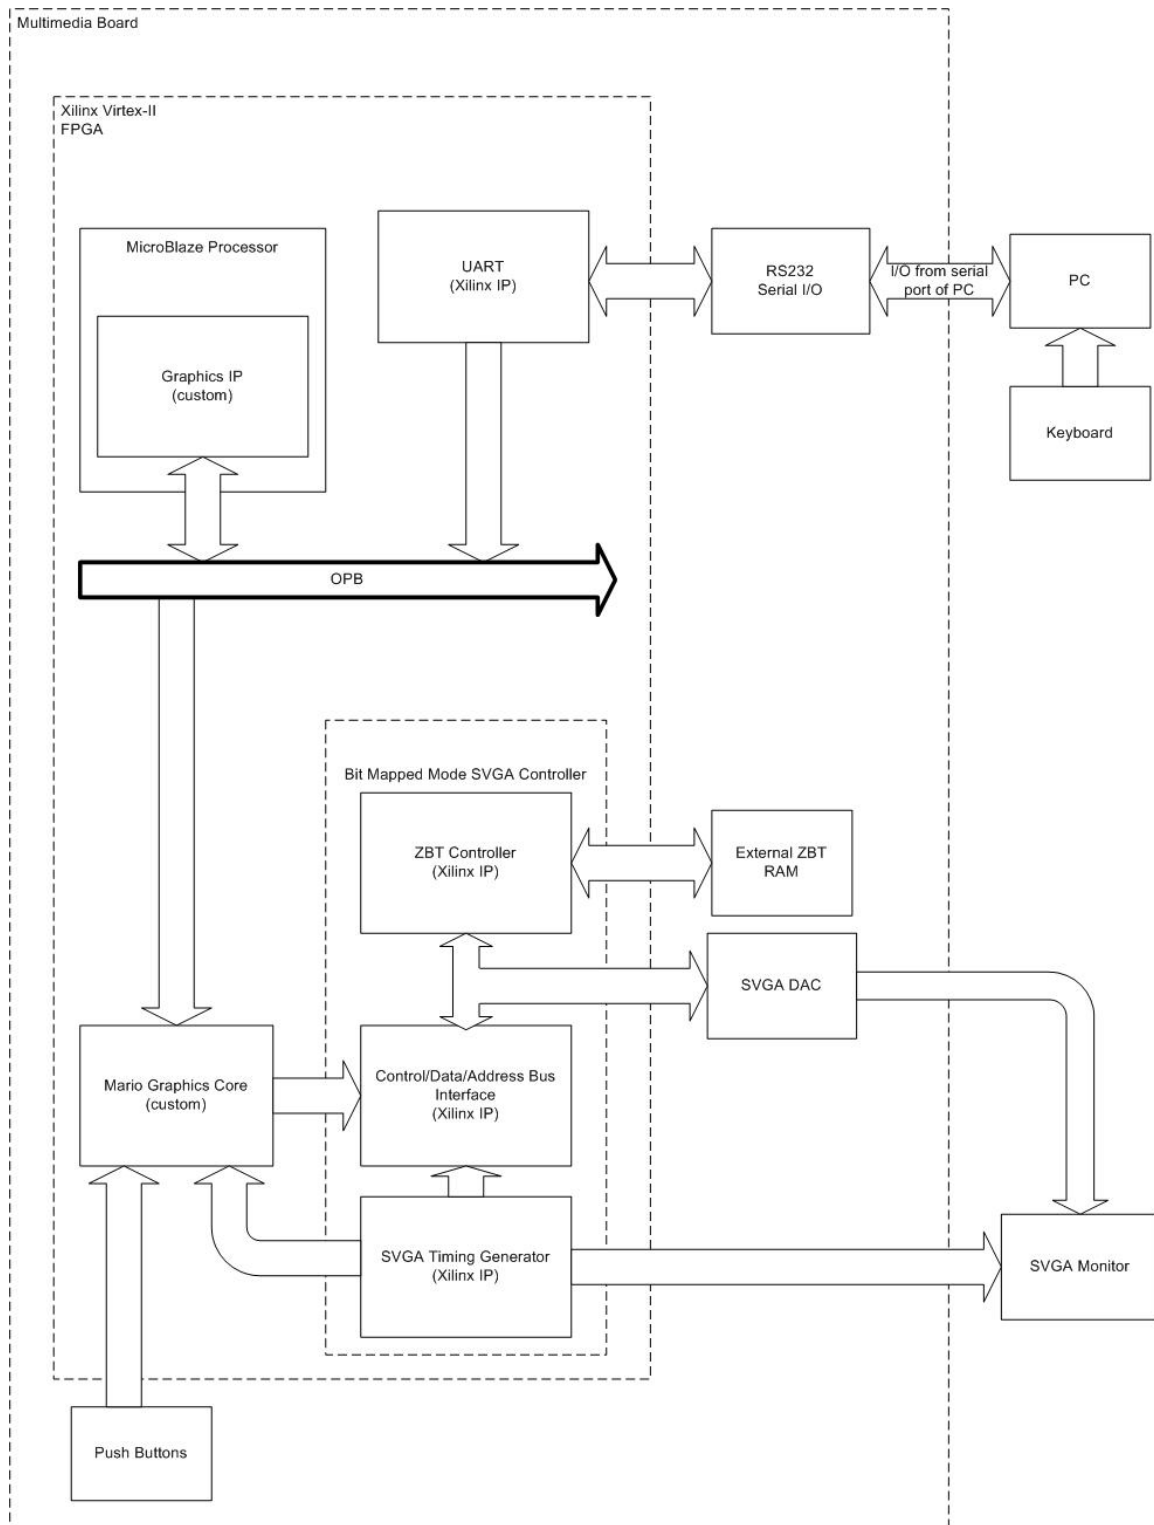 Multimedia Board
Xilinx Virtex-II
FPGA
MicroBlaze Processor
Graphics IP
(custom)
UART
(Xilinx IP)
RS232
Serial I/O
I/O from serial
port of PC
PC
Keyboard
OPB
Bit Mapped Mode SVGA Controller
ZBT Controller
(Xilinx IP)
External ZBT
RAM
SVGA DAC
Mario Graphics Core
(custom)
Control/Data/Address Bus
Interface
(Xilinx IP)
SVGA Timing Generator
(Xilinx IP)
SVGA Monitor
Push Buttons